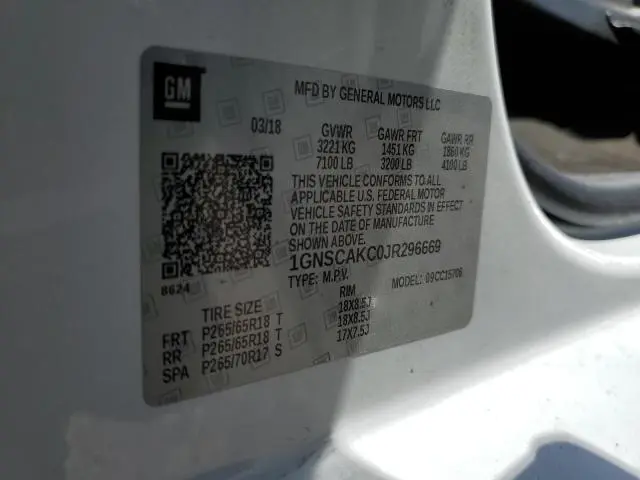 GM
MFD BY GENERAL MOTORS LLC
03/18 GVWR GAWR FRT GAWR RR
3221 KG 1451 KG 1860 KG
7100 LB 3200 LB 4100 LB
THIS VEHICLE CONFORMS TO ALL
APPLICABLE U.S. FEDERAL MOTOR
VEHICLE SAFETY STANDARDS IN EFFECT
ON THE DATE OF MANUFACTURE SHOWN ABOVE.
1GNSCAKC0JR296669
8624 TYPE: M.P.V. MODEL: 09CC15706
TIRE SIZE RIM
FRT P265/65R18 T 18X8.5J
RR P265/65R18 T 18X8.5J
SPA P265/70R17 S 17X7.5J